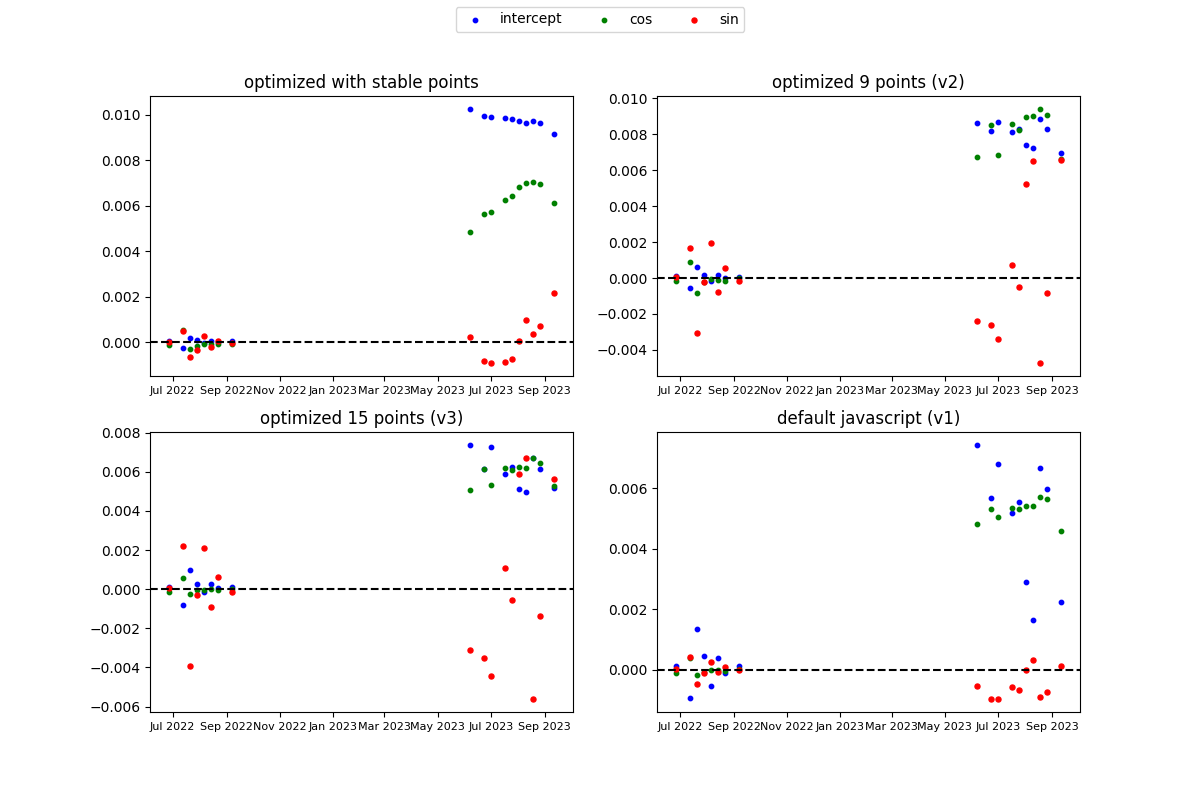 intercept cos sin
optimized with stable points
0.010
0.008
0.006
0.004
0.002
0.000
Jul 2022 Sep 2022 Nov 2022 Jan 2023 Mar 2023 May 2023 Jul 2023 Sep 2023
optimized 9 points (v2)
0.010
0.008
0.006
0.004
0.002
0.000
−0.002
−0.004
Jul 2022 Sep 2022 Nov 2022 Jan 2023 Mar 2023 May 2023 Jul 2023 Sep 2023
optimized 15 points (v3)
0.008
0.006
0.004
0.002
0.000
−0.002
−0.004
−0.006
Jul 2022 Sep 2022 Nov 2022 Jan 2023 Mar 2023 May 2023 Jul 2023 Sep 2023
default javascript (v1)
0.006
0.004
0.002
0.000
Jul 2022 Sep 2022 Nov 2022 Jan 2023 Mar 2023 May 2023 Jul 2023 Sep 2023